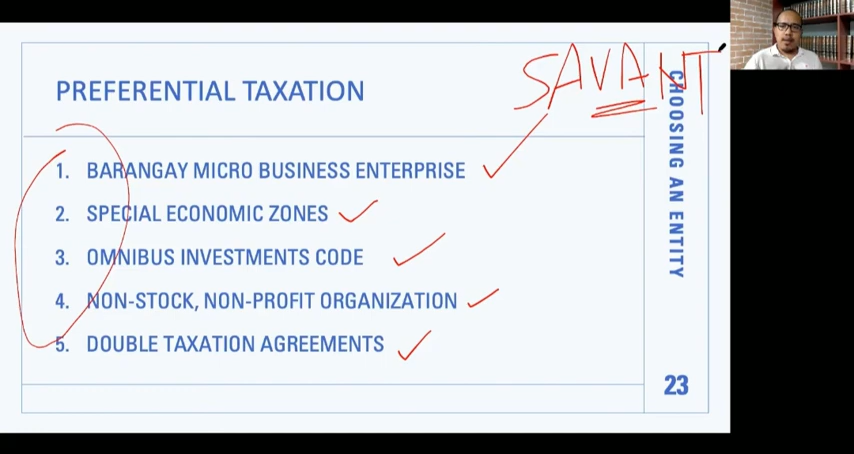 SAVANT
PREFERENTIAL TAXATION
1. BARANGAY MICRO BUSINESS ENTERPRISE
2. SPECIAL ECONOMIC ZONES
3. OMNIBUS INVESTMENTS CODE
4. NON-STOCK, NON-PROFIT ORGANIZATION
5. DOUBLE TAXATION AGREEMENTS
CHOOSING AN ENTITY
23